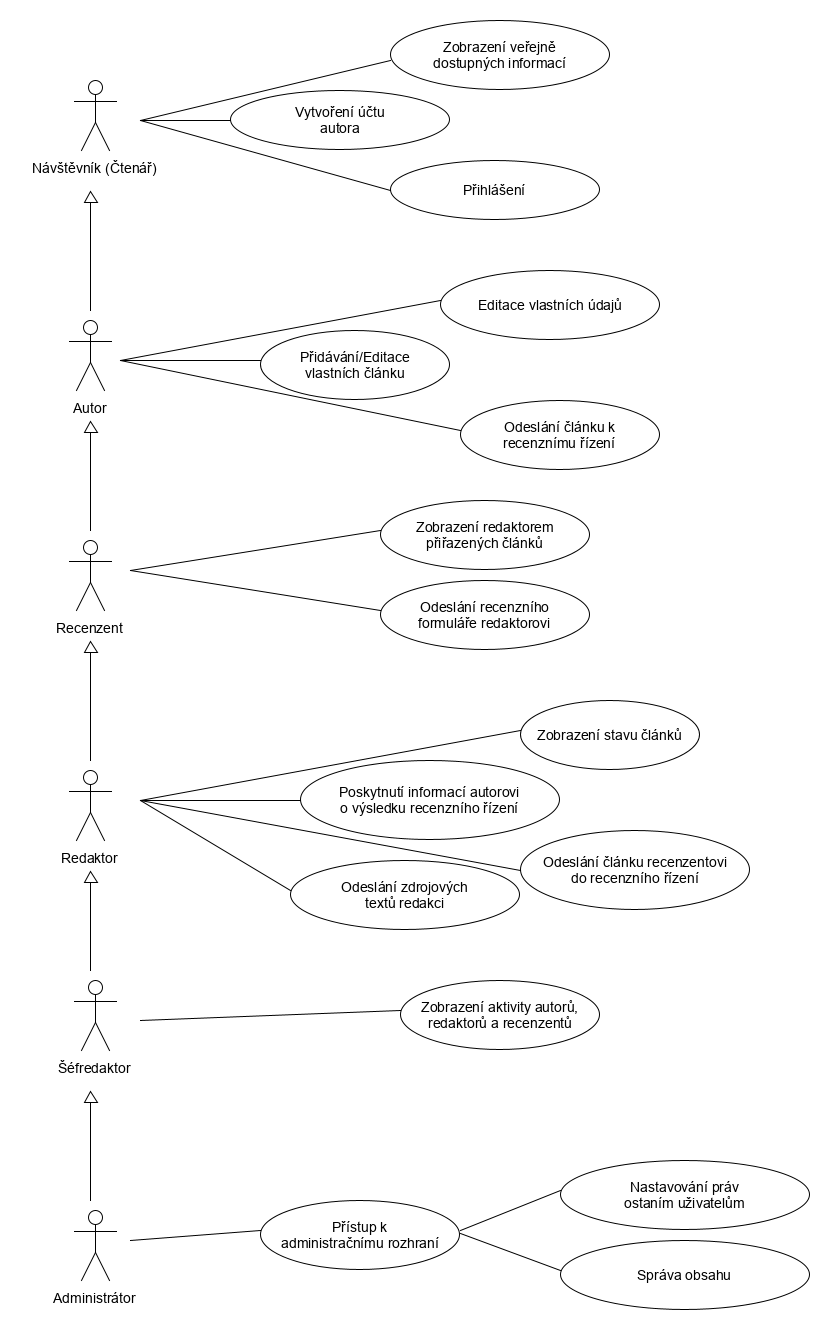 Zobrazení veřejně
dostupných informací
Vytvoření účtu
autora
Návštěvník (Čtenář)
Přihlášení
Editace vlastních údajů
Přidávání/Editace
vlastních článku
Autor
Odeslání článku k
recenznímu řízení
Zobrazení redaktorem
přiřazených článků
Odeslání recenzního
formuláře redaktorovi
Recenzent
Zobrazení stavu článků
Poskytnutí informací autorovi
o výsledku recenzního řízení
Redaktor
Odeslání článku recenzentovi
do recenzního řízení
Odeslání zdrojových
textů redakci
Zobrazení aktivity autorů,
redaktorů a recenzentů
Šéfredaktor
Nastavování práv
ostaním uživatelům
Přístup k
administračnímu rozhraní
Správa obsahu
Administrátor